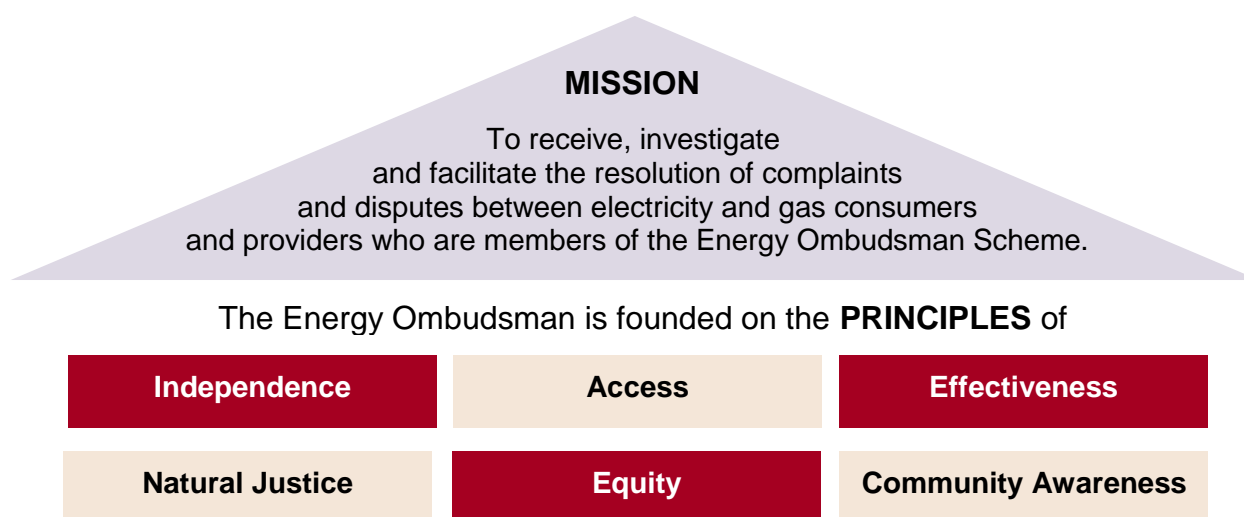 MISSION
To receive, investigate
and facilitate the resolution of complaints
and disputes between electricity and gas consumers
and providers who are members of the Energy Ombudsman Scheme.
The Energy Ombudsman is founded on the PRINCIPLES of
Independence Access Effectiveness
Natural Justice Equity Community Awareness